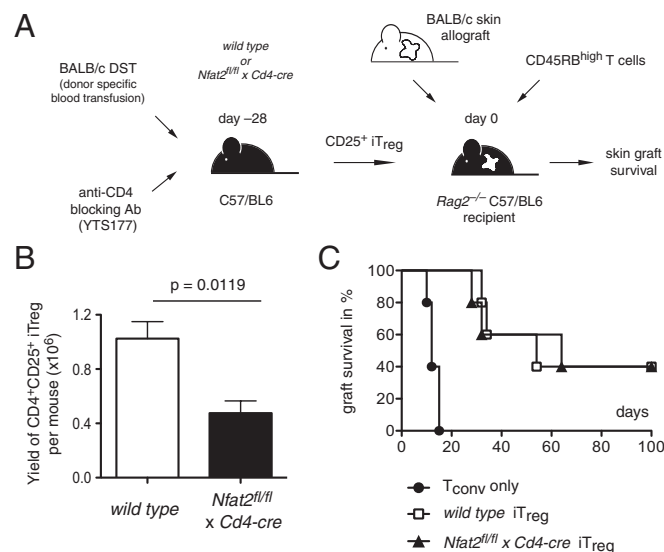 A
BALB/c DST
(donor specific
blood transfusion)
anti-CD4
blocking Ab
(YTS177)
wild type
or
Nfat2fl/fl x Cd4-cre
day –28
C57/BL6
CD25+ iTreg
BALB/c skin
allograft
CD45RBhigh T cells
day 0
Rag2–/– C57/BL6
recipient
skin graft
survival
B
p = 0.0119
Yield of CD4+CD25+ iTreg
per mouse (x10⁶)
1.2
0.8
0.4
0.0
wild type
Nfat2fl/fl
x Cd4-cre
C
graft survival in %
100
80
60
40
20
0
0 20 40 60 80 100
days
Tconv only
wild type iTreg
Nfat2fl/fl x Cd4-cre iTreg